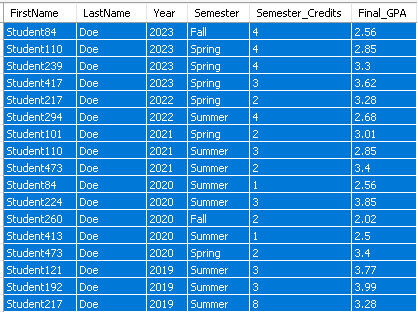 FirstName LastName Year Semester Semester_Credits Final_GPA
Student84 Doe 2023 Fall 4 2.56
Student110 Doe 2023 Spring 4 2.85
Student239 Doe 2023 Spring 4 3.3
Student417 Doe 2023 Spring 3 3.62
Student217 Doe 2022 Spring 2 3.28
Student294 Doe 2022 Summer 4 2.68
Student101 Doe 2021 Spring 2 3.01
Student110 Doe 2021 Summer 3 2.85
Student473 Doe 2021 Summer 2 3.4
Student84 Doe 2020 Summer 1 2.56
Student224 Doe 2020 Summer 3 3.85
Student260 Doe 2020 Fall 2 2.02
Student413 Doe 2020 Summer 1 2.5
Student473 Doe 2020 Spring 2 3.4
Student121 Doe 2019 Summer 3 3.77
Student192 Doe 2019 Summer 3 3.99
Student217 Doe 2019 Summer 8 3.28